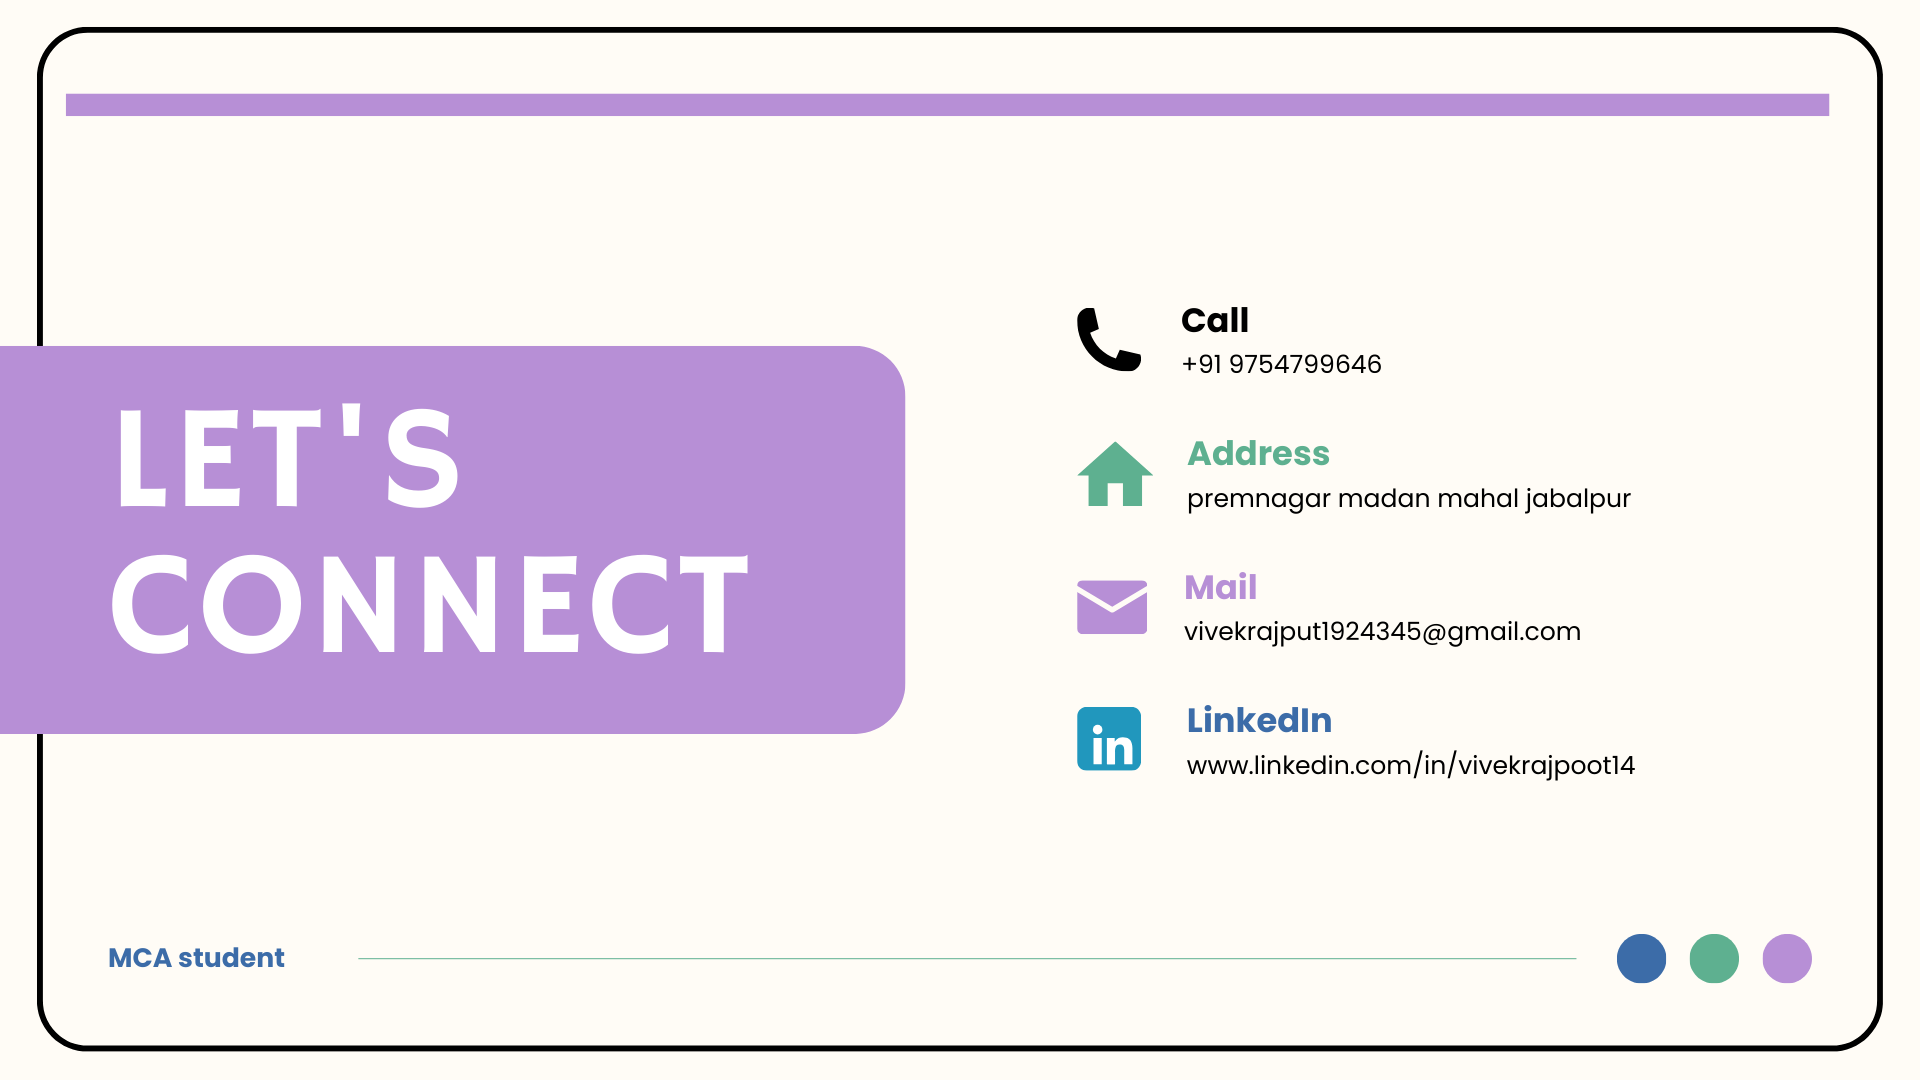 LET'S
CONNECT
Call
+91 9754799646
Address
premnagar madan mahal jabalpur
Mail
vivekrajput1924345@gmail.com
in
LinkedIn
www.linkedin.com/in/vivekrajpoot14
MCA student